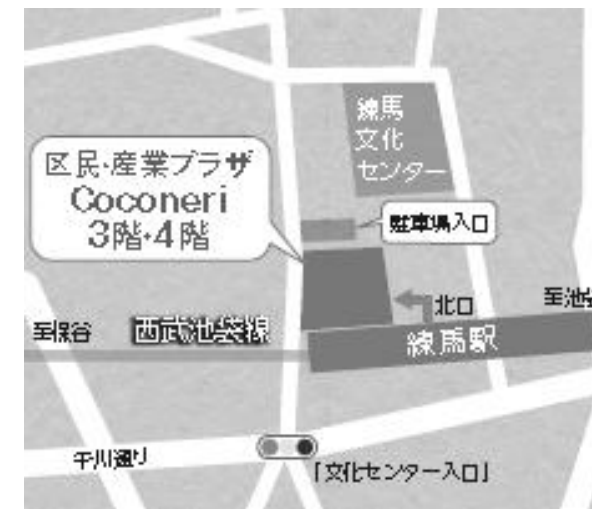 練馬
文化
センター
区民・産業プラザ
Coconeri
3階・4階
駐車場入口
北口
至池
至保谷
西武池袋線
練馬駅
千川通り
「文化センター入口」